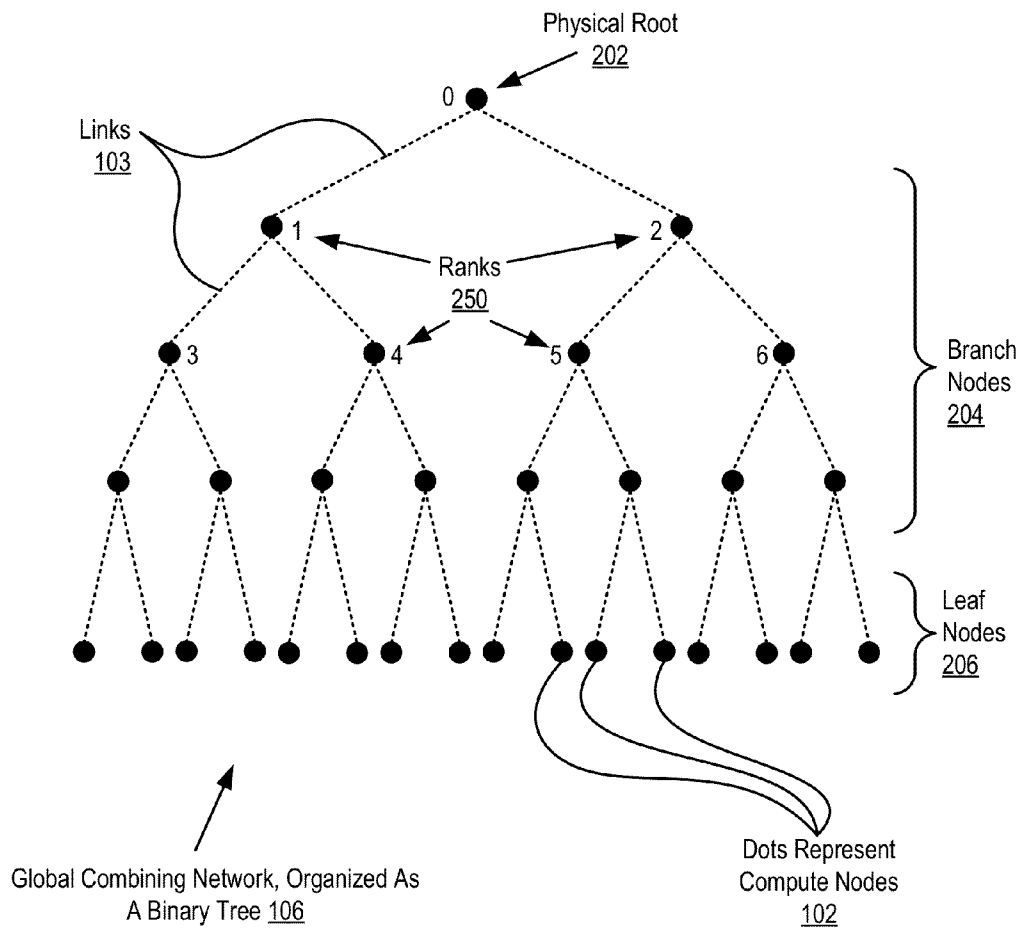 Physical Root
202
0
Links
103
1
2
Ranks
250
3
4
5
6
Branch
Nodes
204
Leaf
Nodes
206
Global Combining Network, Organized As
A Binary Tree 106
Dots Represent
Compute Nodes
102